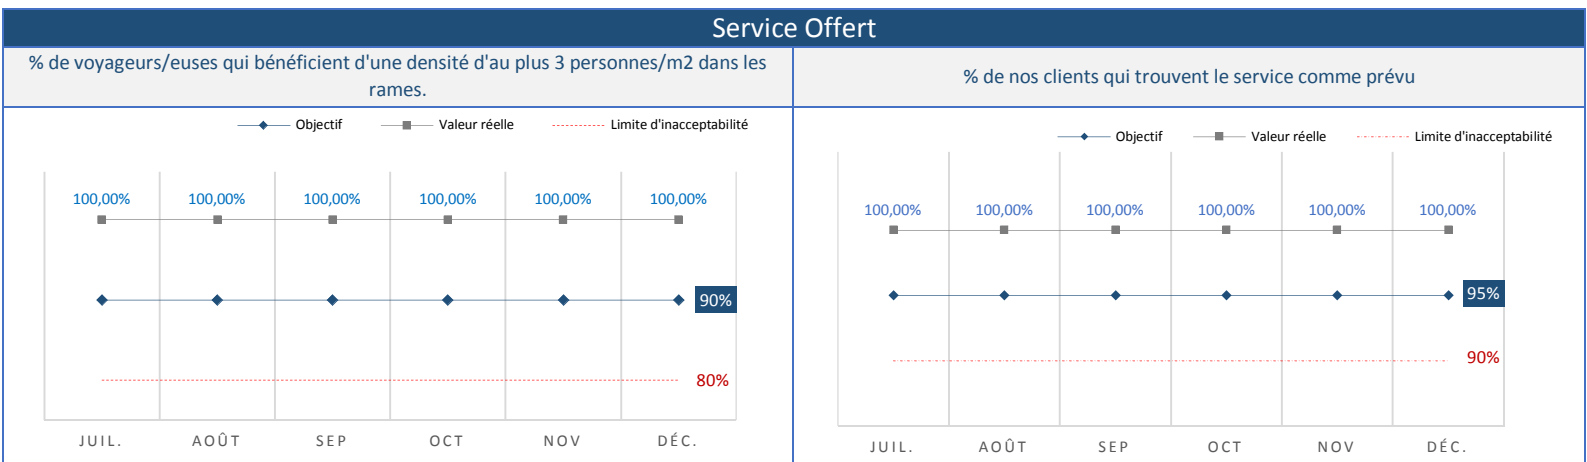 Service Offert
% de voyageurs/euses qui bénéficient d'une densité d'au plus 3 personnes/m2 dans les
rames.
Objectif Valeur réelle Limite d'inacceptabilité
100,00% 100,00% 100,00% 100,00% 100,00% 100,00%
90%
80%
JUIL. AOÛT SEP OCT NOV DÉC.
% de nos clients qui trouvent le service comme prévu
Objectif Valeur réelle Limite d'inacceptabilité
100,00% 100,00% 100,00% 100,00% 100,00% 100,00%
95%
90%
JUIL. AOÛT SEP OCT NOV DÉC.